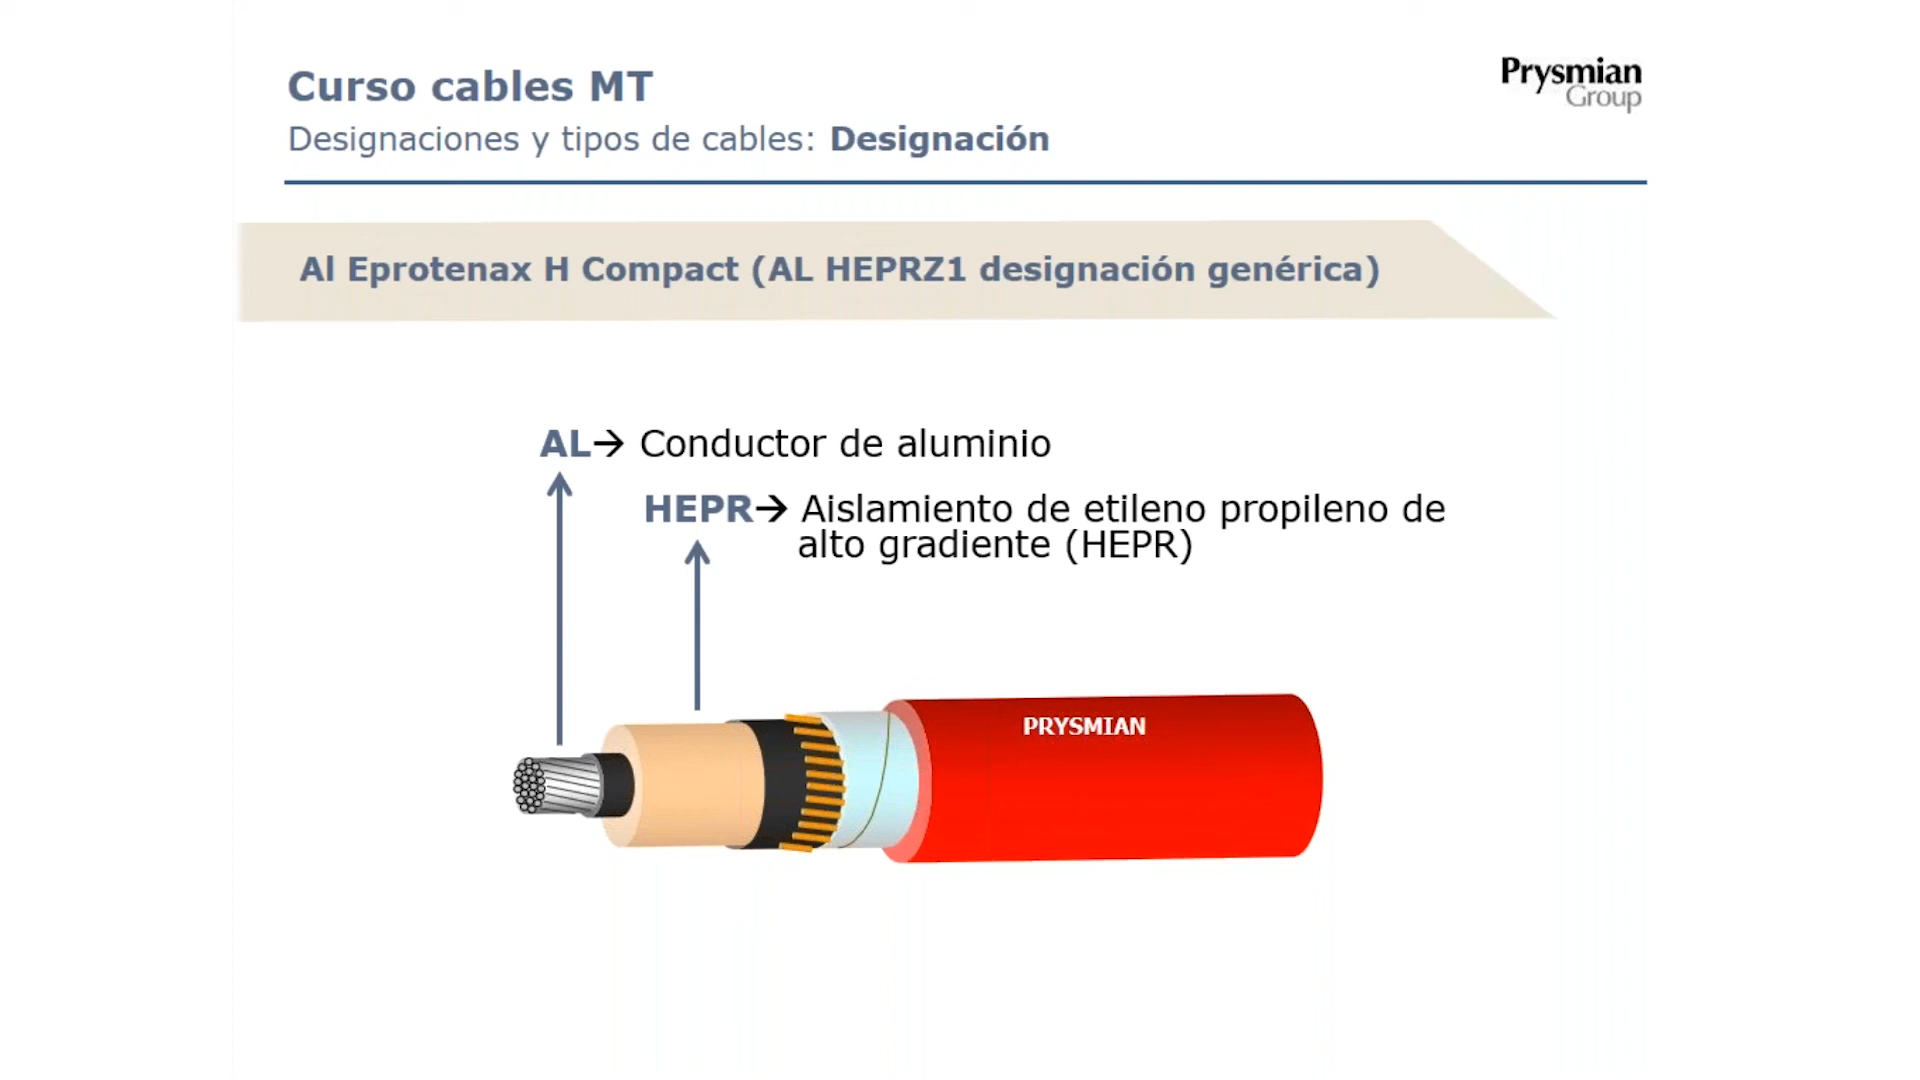 Curso cables MT
Prysmian
Group
Designaciones y tipos de cables: Designación
Al Eprotenax H Compact (AL HEPRZ1 designación genérica)
AL→ Conductor de aluminio
HEPR→ Aislamiento de etileno propileno de
alto gradiente (HEPR)
PRYSMIAN